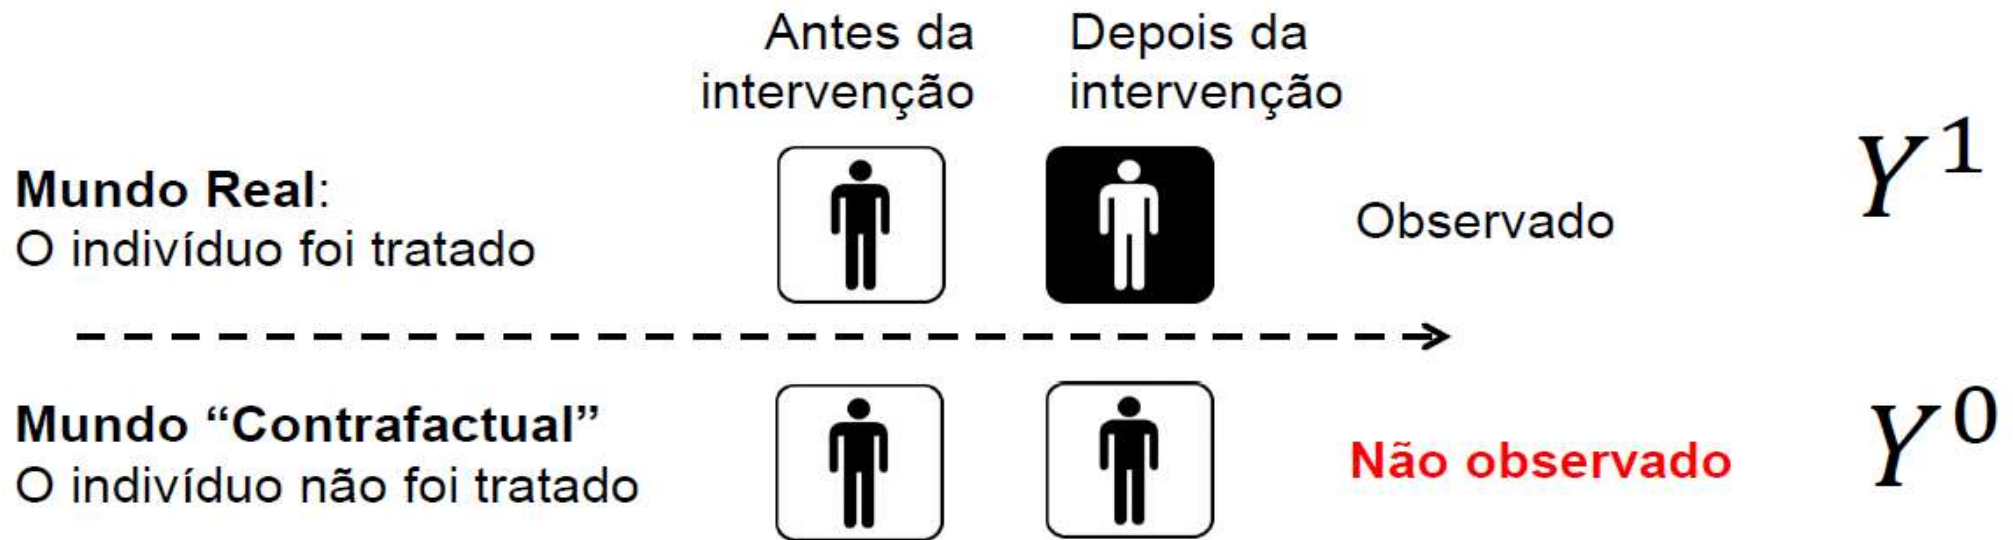 Antes da
intervenção
Depois da
intervenção
Mundo Real:
O indivíduo foi tratado
Observado
Y¹
Mundo “Contrafactual”
O indivíduo não foi tratado
Não observado
Y⁰